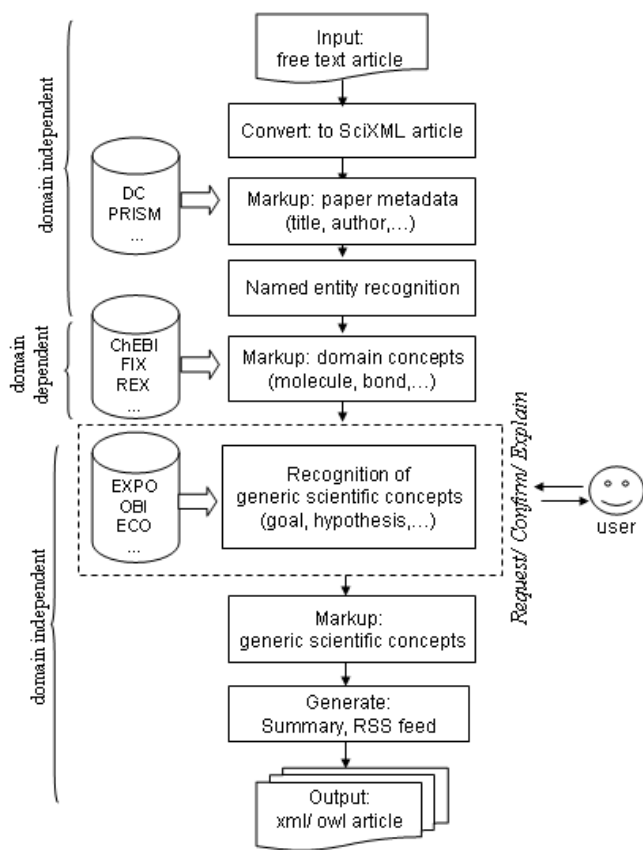 Input:
free text article
Convert: to SciXML article
domain independent
DC
PRISM
...
Markup: paper metadata
(title, author,...)
Named entity recognition
domain
dependent
ChEBI
FIX
REX
...
Markup: domain concepts
(molecule, bond,...)
domain independent
EXPO
OBI
ECO
...
Recognition of
generic scientific concepts
(goal, hypothesis,...)
Request/ Confirm/ Explain
user
Markup:
generic scientific concepts
Generate:
Summary, RSS feed
Output:
xml/ owl article